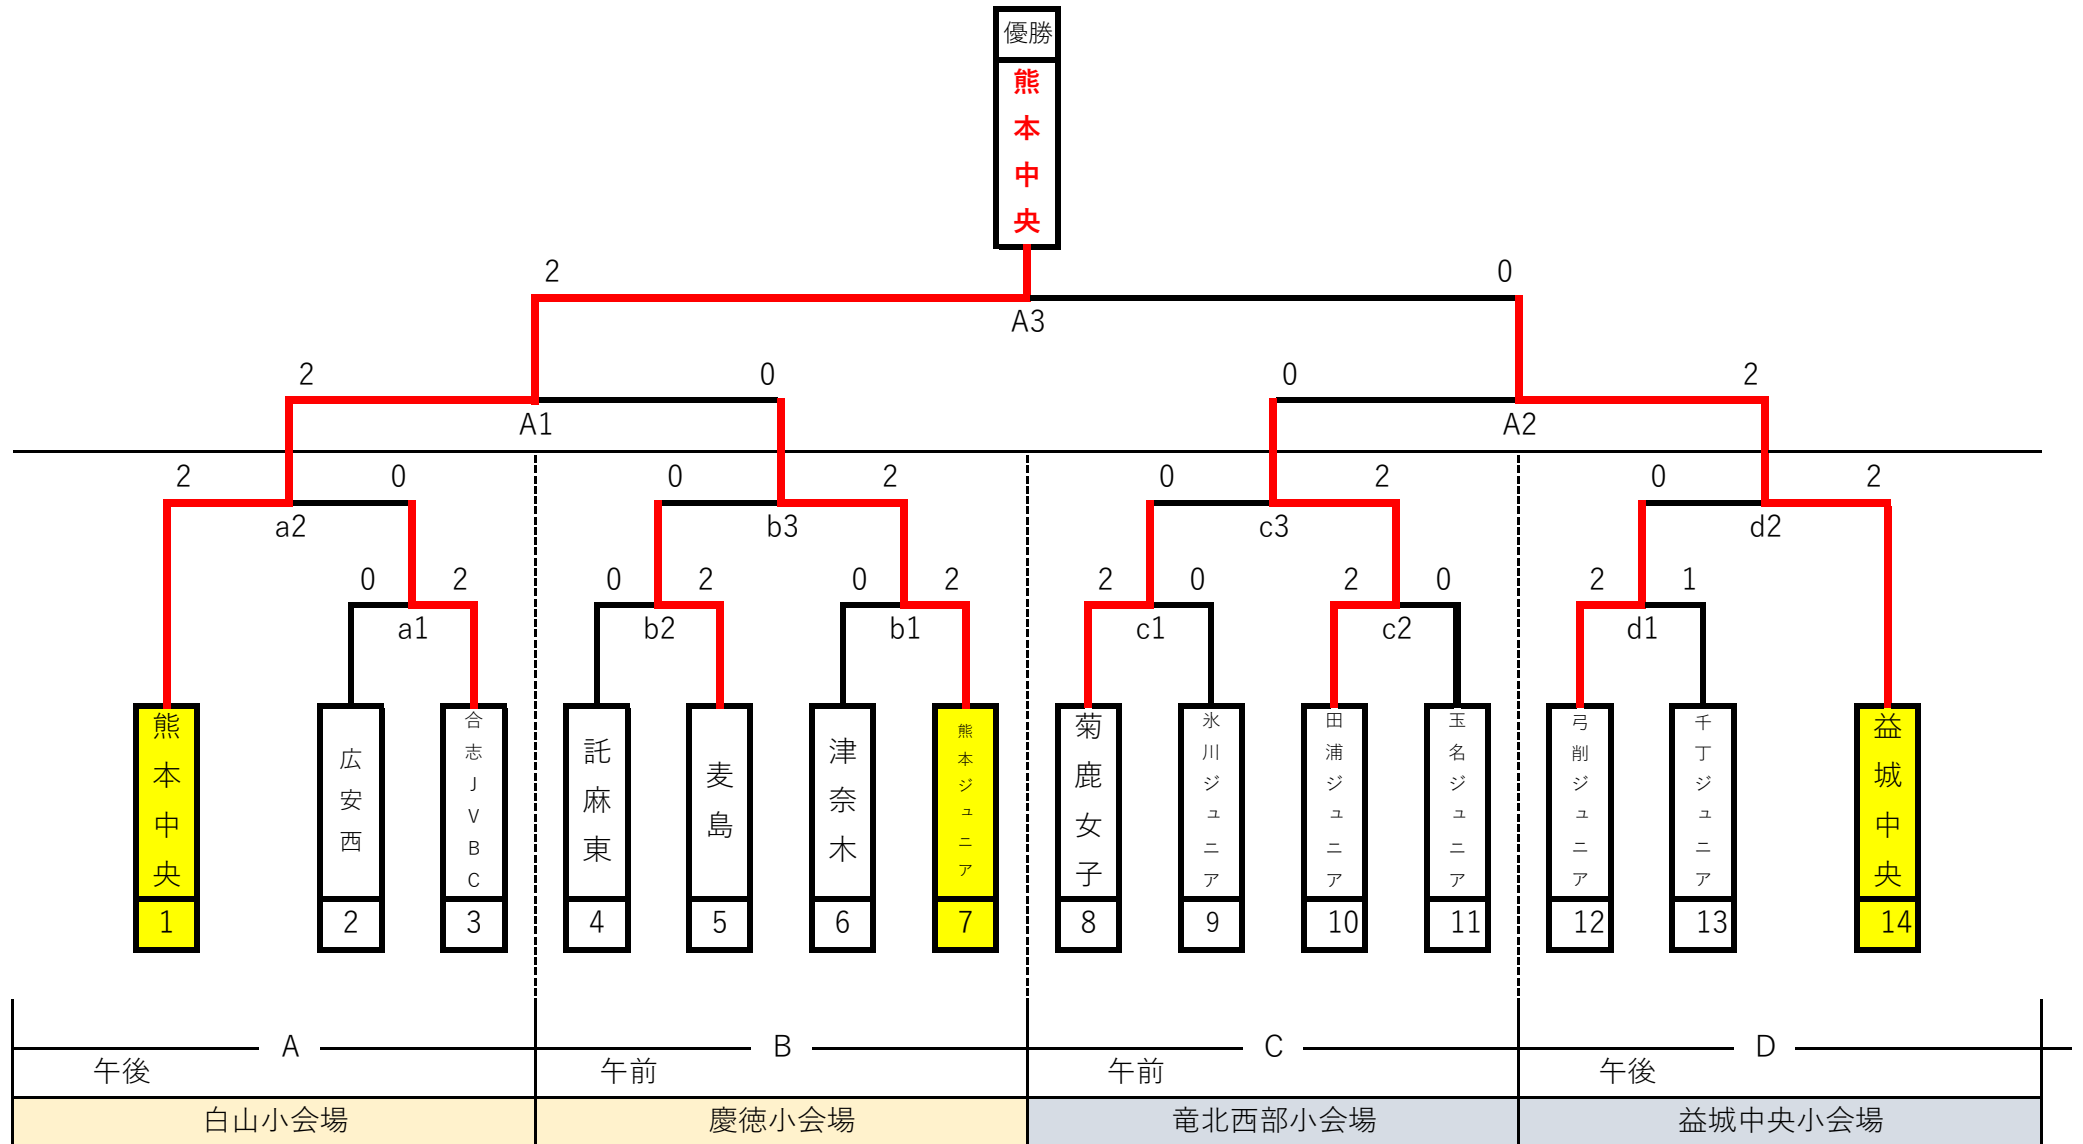 優勝
熊本中央
2 0
A3
2 0 0 2
A1 A2
2 0 0 2 0 2 0 2
a2 b3 c3 d2
0 2 0 2 0 2 2 0 2 0 2 1
a1 b2 b1 c1 c2 d1
熊本中央
広安西
合志JVBC
託麻東
麦島
津奈木
熊本ジュニア
菊鹿女子
氷川ジュニア
田浦ジュニア
玉名ジュニア
弓削ジュニア
千丁ジュニア
益城中央
1 2 3 4 5 6 7 8 9 10 11 12 13 14
A B C D
午後 午前 午前 午後
白山小会場 慶徳小会場 竜北西部小会場 益城中央小会場